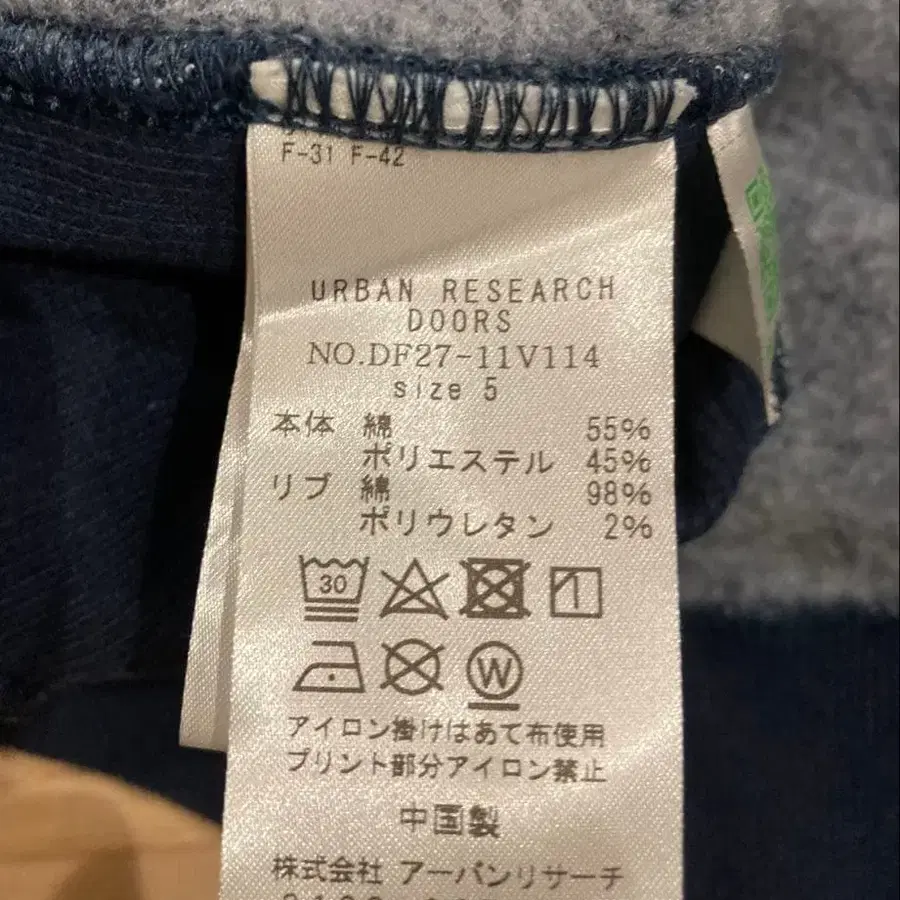 F-31 F-42
URBAN RESEARCH
DOORS
NO.DF27-11V114
size 5
本体 綿 55%
ポリエステル 45%
リブ 綿 98%
ポリウレタン 2%
30
W
アイロン掛けはあて布使用
プリント部分アイロン禁止
中国製
株式会社 アーバンリサーチ